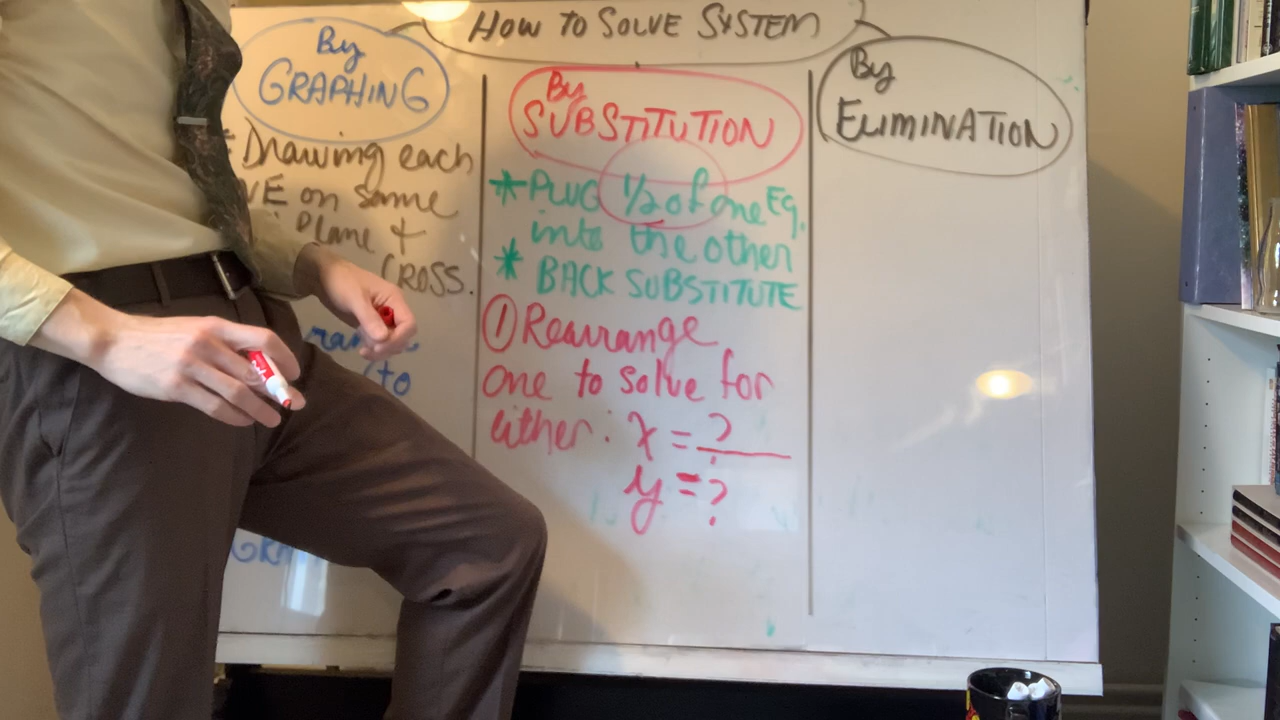 HOW TO SOLVE SYSTEM
By
GRAPHING
* Drawing each
on same
Plane +
CROSS.
to
By
SUBSTITUTION
* PLUG 1/2 of one Eq.
into the other
* BACK SUBSTITUTE
① Rearrange
one to solve for
either: x = ?
y = ?
By
ELIMINATION